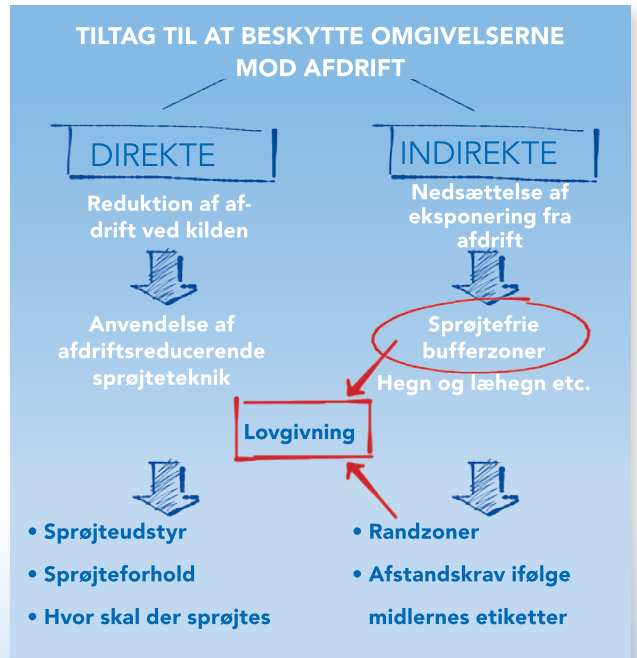 TILTAG TIL AT BESKYTTE OMGIVELSERNE
MOD AFDRIFT
DIREKTE
Reduktion af af-
drift ved kilden
Anvendelse af
afdriftsreducerende
sprøjteteknik
INDIREKTE
Nedsættelse af
eksponering fra
afdrift
Sprøjtefrie
bufferzoner
Hegn og læhegn etc.
Lovgivning
• Sprøjteudstyr
• Sprøjteforhold
• Hvor skal der sprøjtes
• Randzoner
• Afstandskrav ifølge
midlernes etiketter